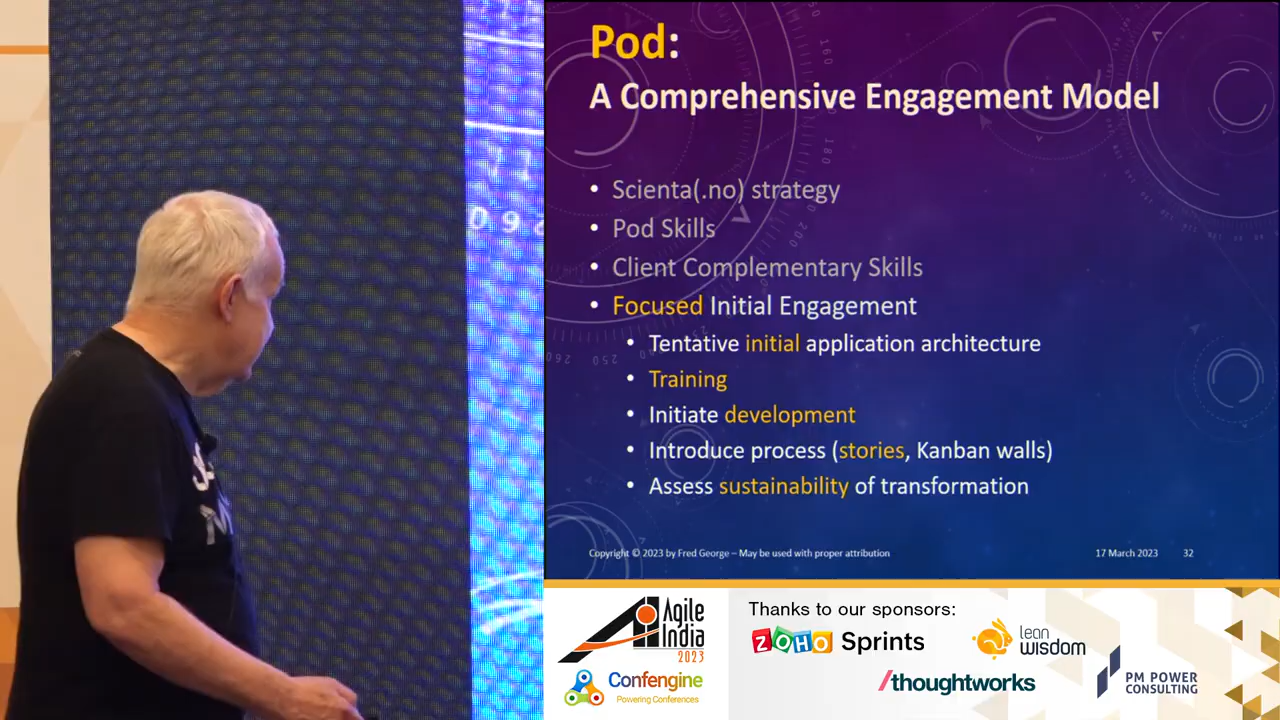 Pod:
A Comprehensive Engagement Model
• Scienta(.no) strategy
• Pod Skills
• Client Complementary Skills
• Focused Initial Engagement
• Tentative initial application architecture
• Training
• Initiate development
• Introduce process (stories, Kanban walls)
• Assess sustainability of transformation
Copyright © 2023 by Fred George – May be used with proper attribution
17 March 2023
32
Agile
India
2023
Confengine
Powering Conferences
Thanks to our sponsors:
ZOHO Sprints
lean
wisdom
/thoughtworks
PM POWER
CONSULTING